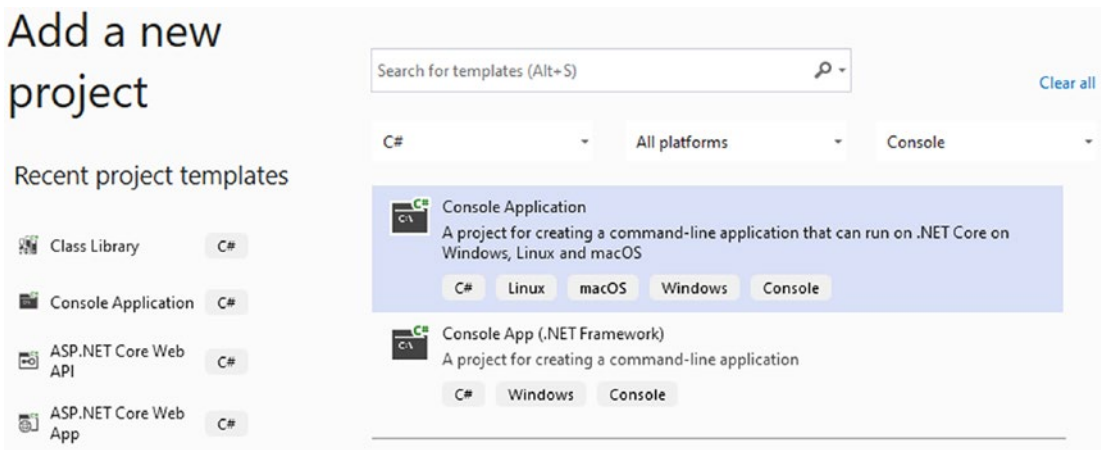 Add a new
project
Recent project templates
Class Library C#
Console Application C#
ASP.NET Core Web
API
C#
ASP.NET Core Web
App
C#
Search for templates (Alt+S)
Clear all
C# All platforms Console
C# C:\
Console Application
A project for creating a command-line application that can run on .NET Core on
Windows, Linux and macOS
C# Linux macOS Windows Console
C# C:\
Console App (.NET Framework)
A project for creating a command-line application
C# Windows Console